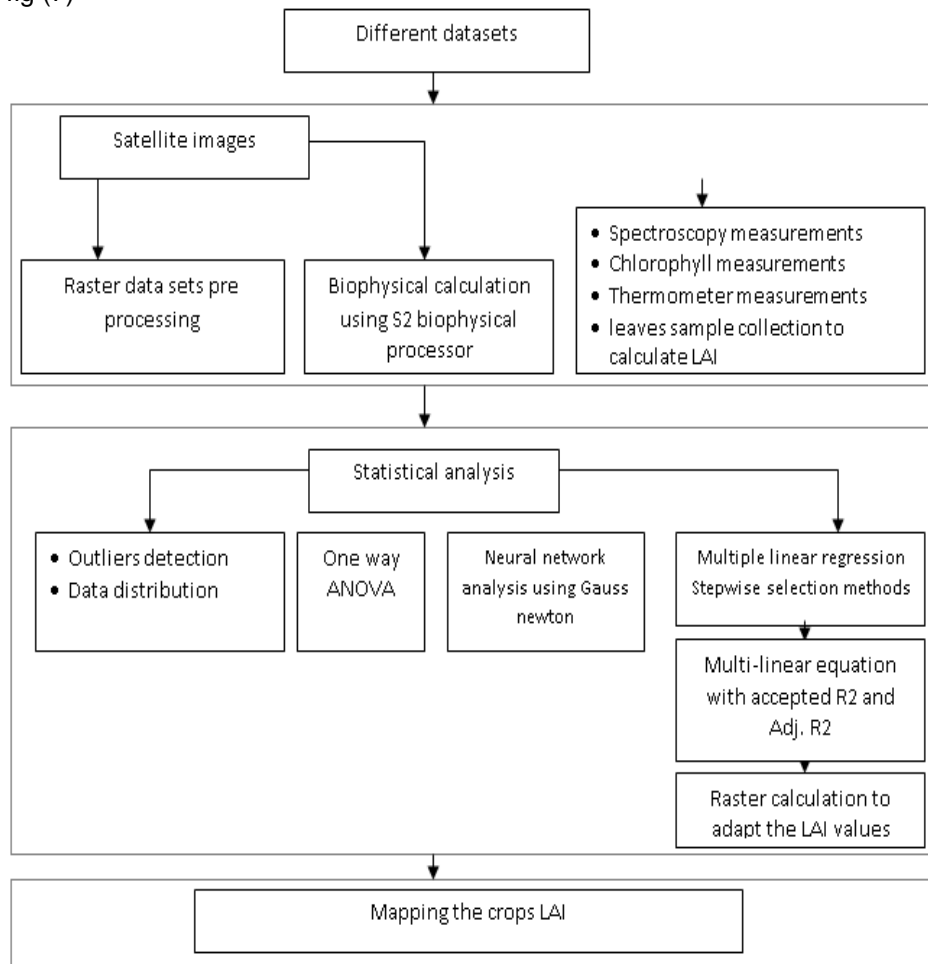 Different datasets
Satellite images
Raster data sets pre
processing
Biophysical calculation
using S2 biophysical
processor
• Spectroscopy measurements
• Chlorophyll measurements
• Thermometer measurements
• leaves sample collection to
calculate LAI
Statistical analysis
• Outliers detection
• Data distribution
One way
ANOVA
Neural network
analysis using Gauss
newton
Multiple linear regression
Stepwise selection methods
Multi-linear equation
with accepted R2 and
Adj. R2
Raster calculation to
adapt the LAI values
Mapping the crops LAI